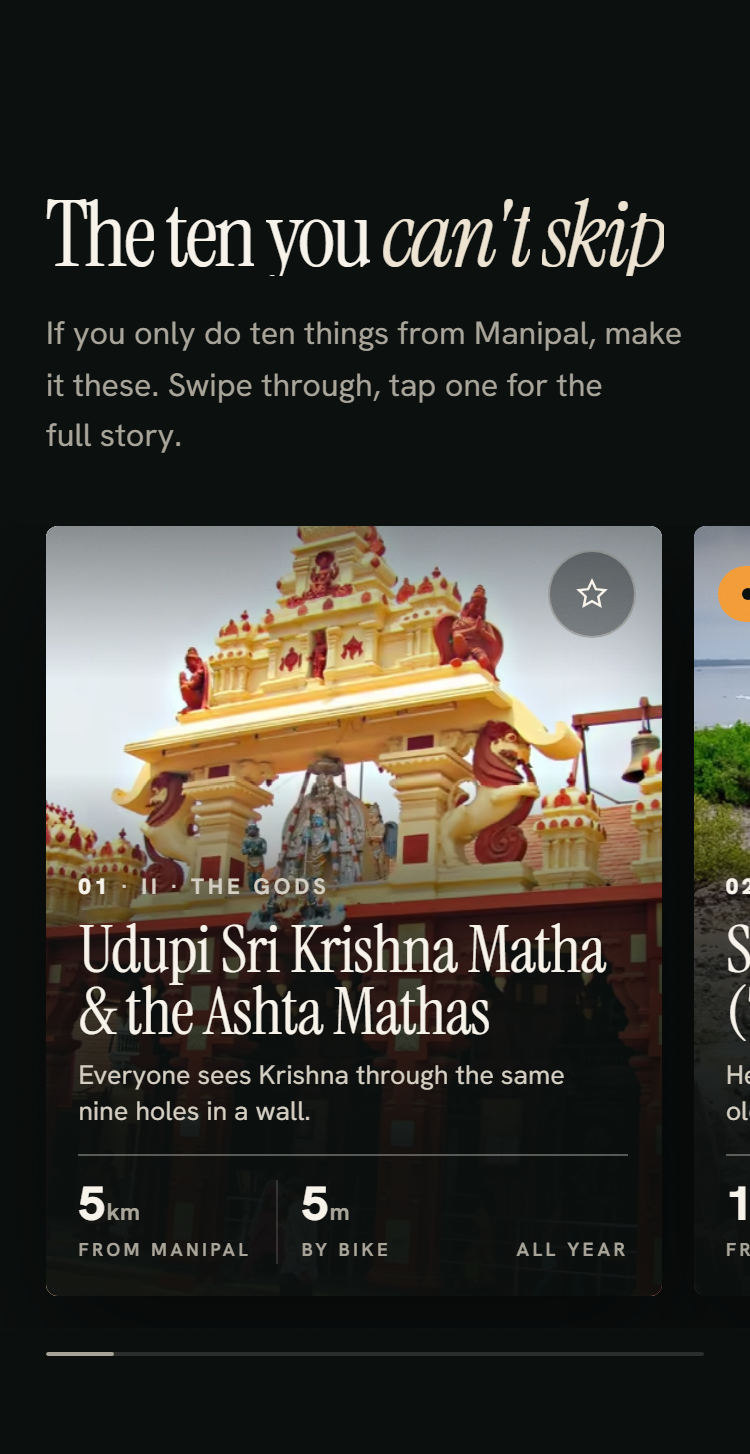 The ten you can't skip
If you only do ten things from Manipal, make
it these. Swipe through, tap one for the
full story.
01 · II · THE GODS
Udupi Sri Krishna Matha
& the Ashta Mathas
Everyone sees Krishna through the same
nine holes in a wall.
5km
5m
FROM MANIPAL
BY BIKE
ALL YEAR
02